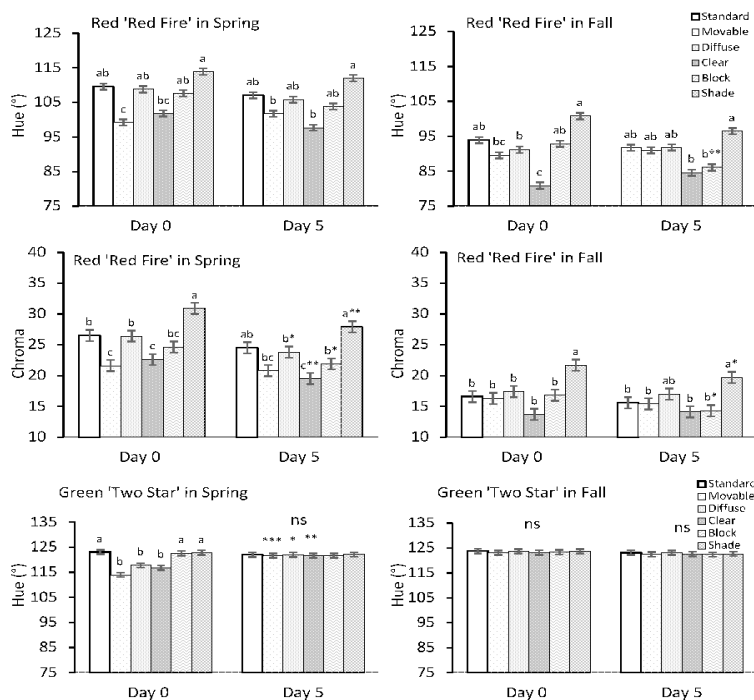 Red 'Red Fire' in Spring
125
115
105
95
85
75
Hue (°)
ab c ab bc ab a
ab b ab b ab a
Day 0 Day 5
Red 'Red Fire' in Fall
125
115
105
95
85
75
Hue (°)
ab bc b c ab a
ab ab ab b b** a
Day 0 Day 5
Standard
Movable
Diffuse
Clear
Block
Shade
Red 'Red Fire' in Spring
40
35
30
25
20
15
10
Chroma
b c b c bc a
ab bc b* c** b* a**
Day 0 Day 5
Red 'Red Fire' in Fall
40
35
30
25
20
15
10
b b b b b a
b b ab b b* a*
Day 0 Day 5
Green 'Two Star' in Spring
135
125
115
105
95
85
75
Hue (°)
a b b b a a
ns
*** * **
Day 0 Day 5
Green 'Two Star' in Fall
135
125
115
105
95
85
75
Hue (°)
ns ns
Day 0 Day 5
Standard
Movable
Diffuse
Clear
Block
Shade